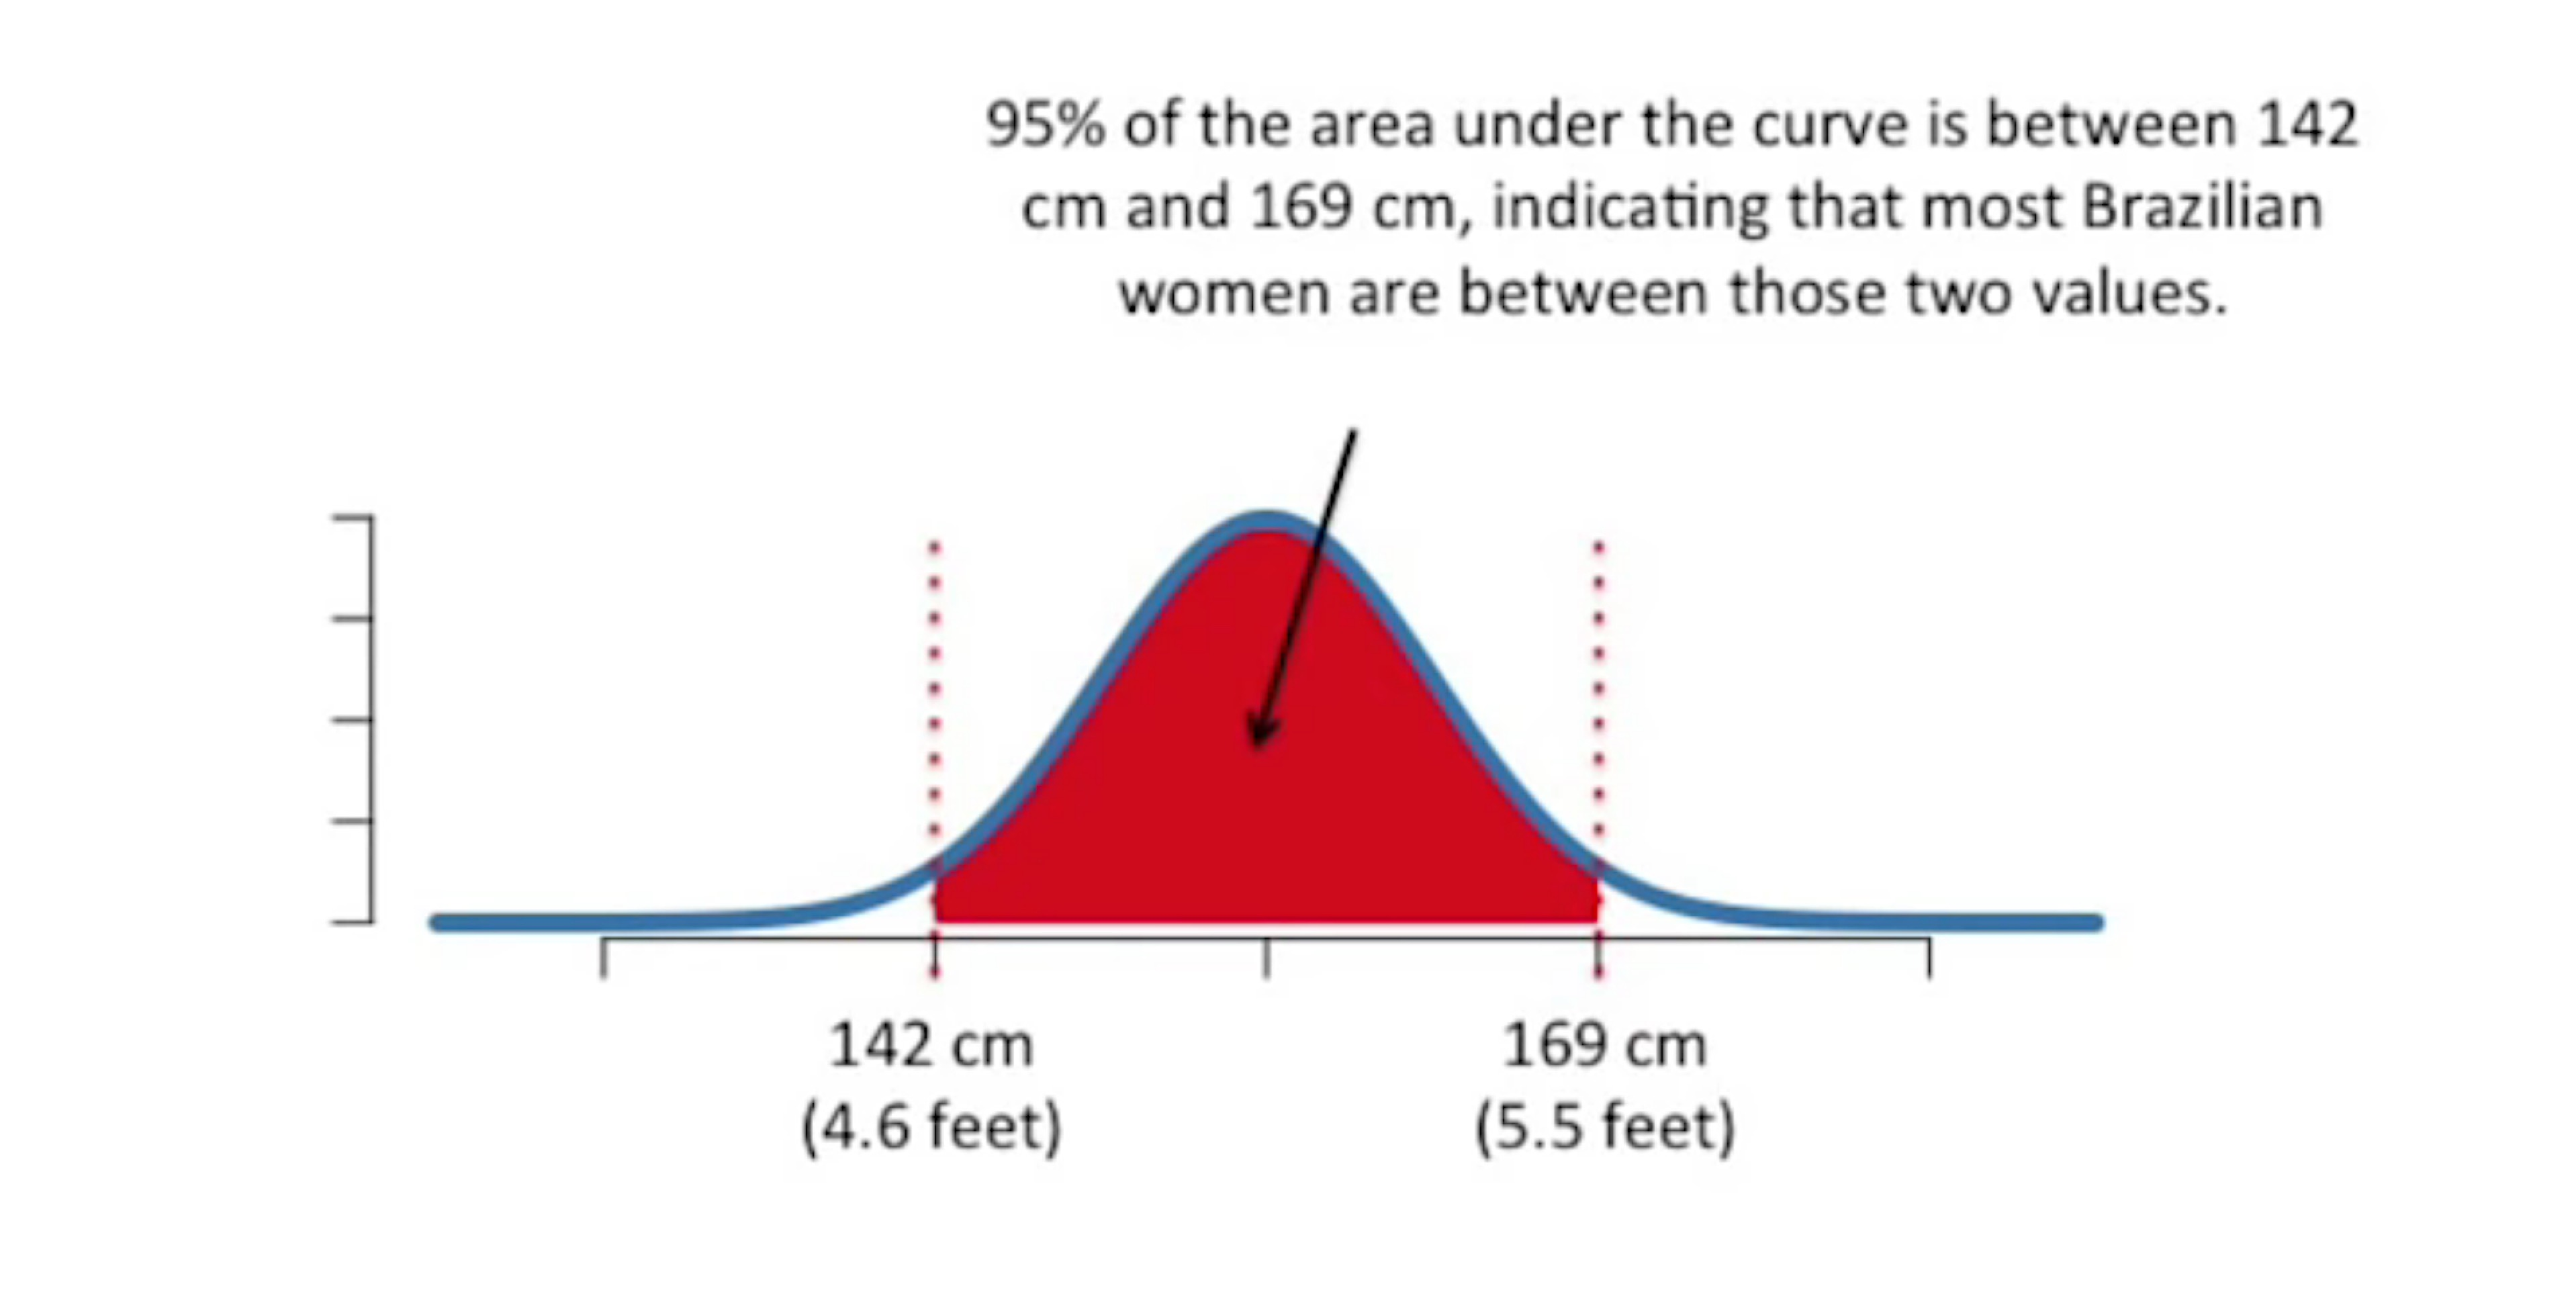 95% of the area under the curve is between 142
cm and 169 cm, indicating that most Brazilian
women are between those two values.
142 cm
(4.6 feet)
169 cm
(5.5 feet)